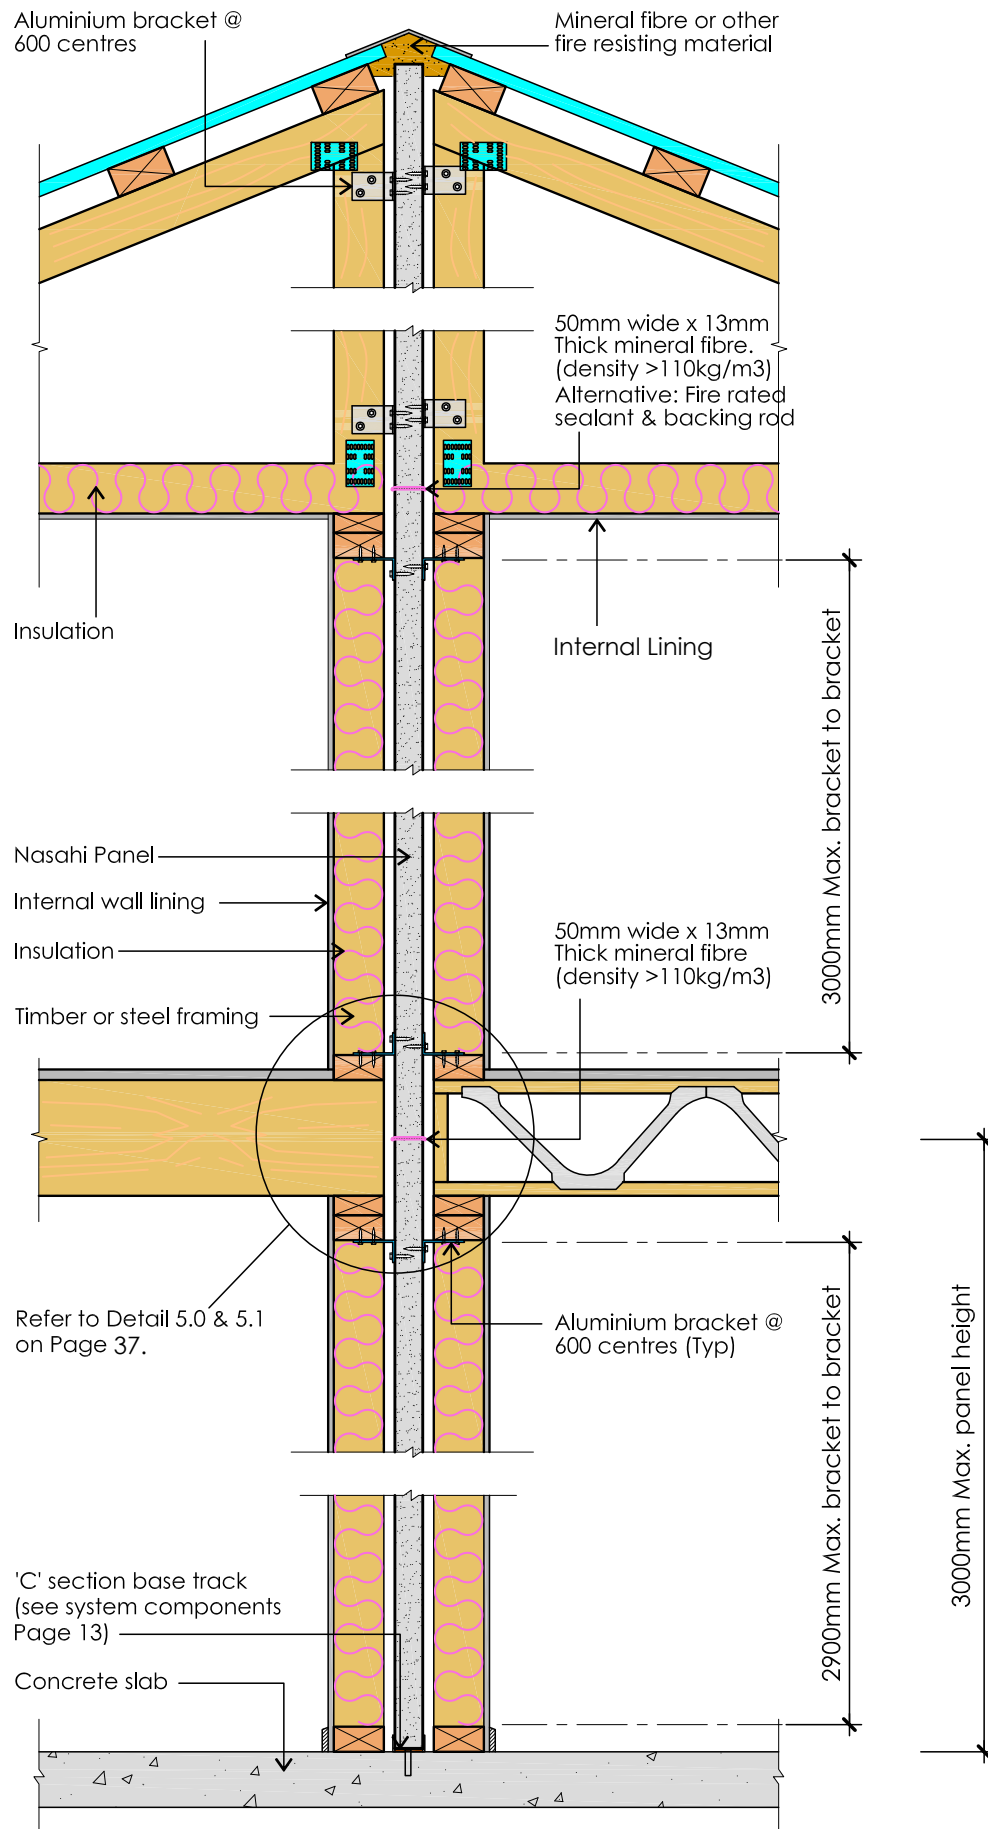 Aluminium bracket @
600 centres
Mineral fibre or other
fire resisting material
50mm wide x 13mm
Thick mineral fibre.
(density >110kg/m3)
Alternative: Fire rated
sealant & backing rod
Insulation
Internal Lining
3000mm Max. bracket to bracket
Nasahi Panel
Internal wall lining
Insulation
Timber or steel framing
50mm wide x 13mm
Thick mineral fibre
(density >110kg/m3)
Refer to Detail 5.0 & 5.1
on Page 37.
Aluminium bracket @
600 centres (Typ)
2900mm Max. bracket to bracket
3000mm Max. panel height
'C' section base track
(see system components
Page 13)
Concrete slab